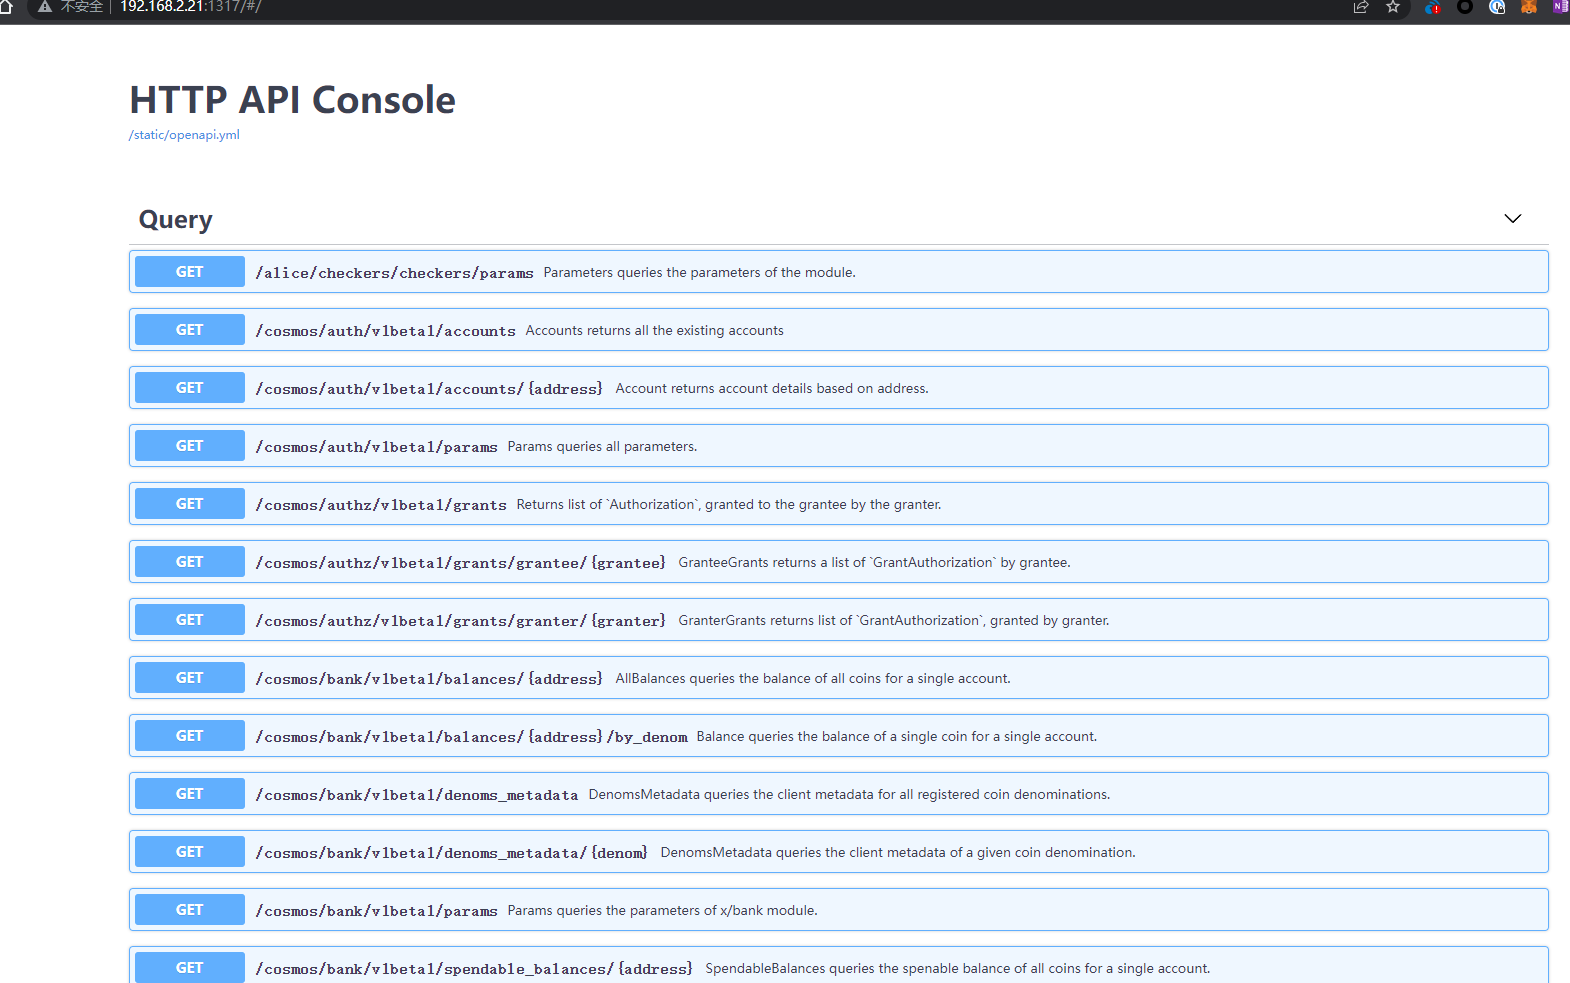 不安全 | 192.168.2.21:1317/#/
HTTP API Console
/static/openapi.yml
Query
GET /alice/checkers/checkers/params Parameters queries the parameters of the module.
GET /cosmos/auth/v1beta1/accounts Accounts returns all the existing accounts
GET /cosmos/auth/v1beta1/accounts/{address} Account returns account details based on address.
GET /cosmos/auth/v1beta1/params Params queries all parameters.
GET /cosmos/authz/v1beta1/grants Returns list of `Authorization`, granted to the grantee by the granter.
GET /cosmos/authz/v1beta1/grants/grantee/{grantee} GranteeGrants returns a list of `GrantAuthorization` by grantee.
GET /cosmos/authz/v1beta1/grants/granter/{granter} GranterGrants returns list of `GrantAuthorization`, granted by granter.
GET /cosmos/bank/v1beta1/balances/{address} AllBalances queries the balance of all coins for a single account.
GET /cosmos/bank/v1beta1/balances/{address}/by_denom Balance queries the balance of a single coin for a single account.
GET /cosmos/bank/v1beta1/denoms_metadata DenomsMetadata queries the client metadata for all registered coin denominations.
GET /cosmos/bank/v1beta1/denoms_metadata/{denom} DenomsMetadata queries the client metadata of a given coin denomination.
GET /cosmos/bank/v1beta1/params Params queries the parameters of x/bank module.
GET /cosmos/bank/v1beta1/spendable_balances/{address} SpendableBalances queries the spenable balance of all coins for a single account.